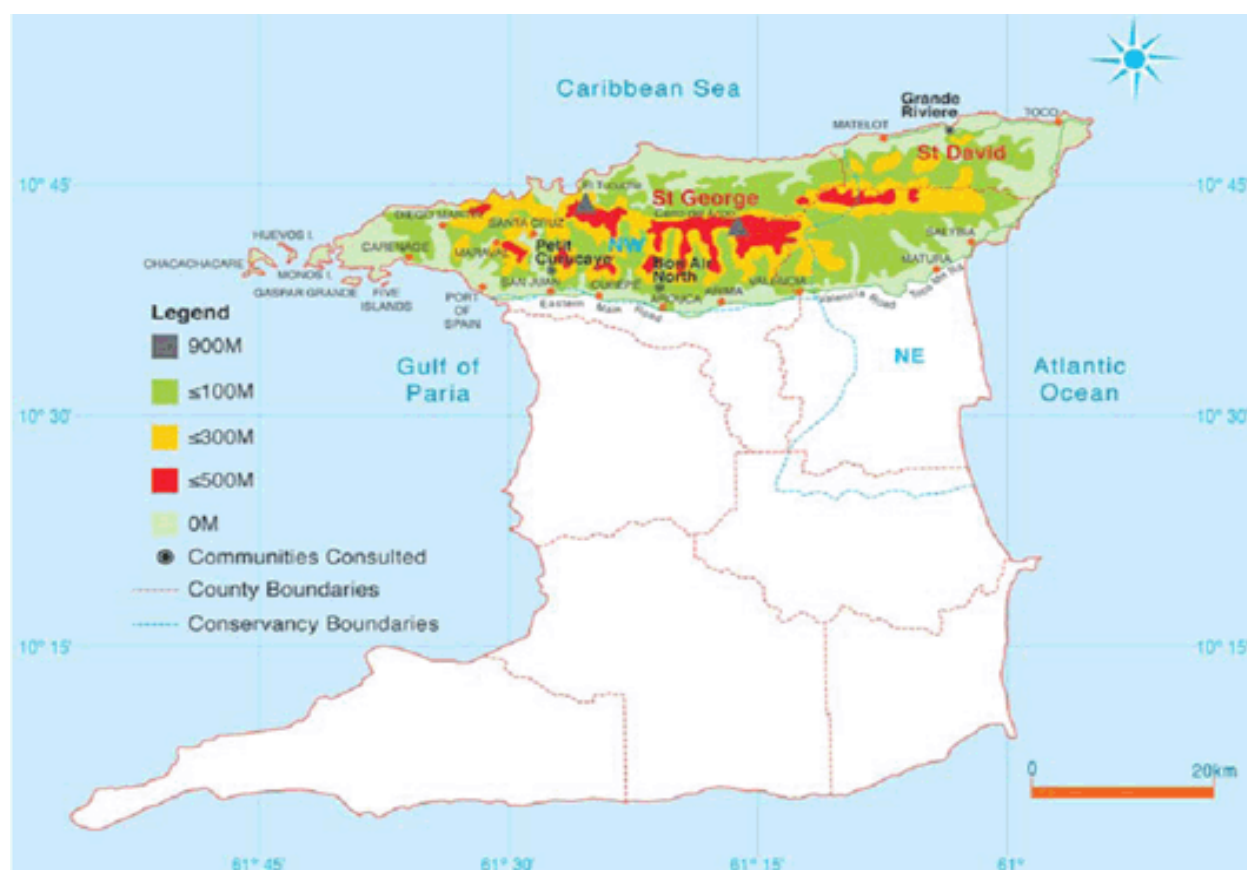 Caribbean Sea
Grande
Riviere
TOCO
MATELOT
St David
10° 45'
10° 45'
El Tucuche
St George
DIEGO MARTIN
SANTA CRUZ
HUEVOS I.
CARENAGE
MARAVAL
Petit
Curucaye
NW
Bon Air
North
SALYBIA
MATURA
CHACACHACARE
MONOS I.
GASPAR GRANDE
FIVE
ISLANDS
SAN JUAN
CUREPE
AROUCA
ARIMA
VALENCIA
PORT
OF
SPAIN
Eastern Main Road
Valencia Road
Legend
900M
≤100M
≤300M
≤500M
0M
Communities Consulted
County Boundaries
Conservancy Boundaries
Gulf of
Paria
NE
Atlantic
Ocean
10° 30'
10° 30'
10° 15'
10° 15'
0
20km
61° 45'
61° 30'
61° 15'
61°